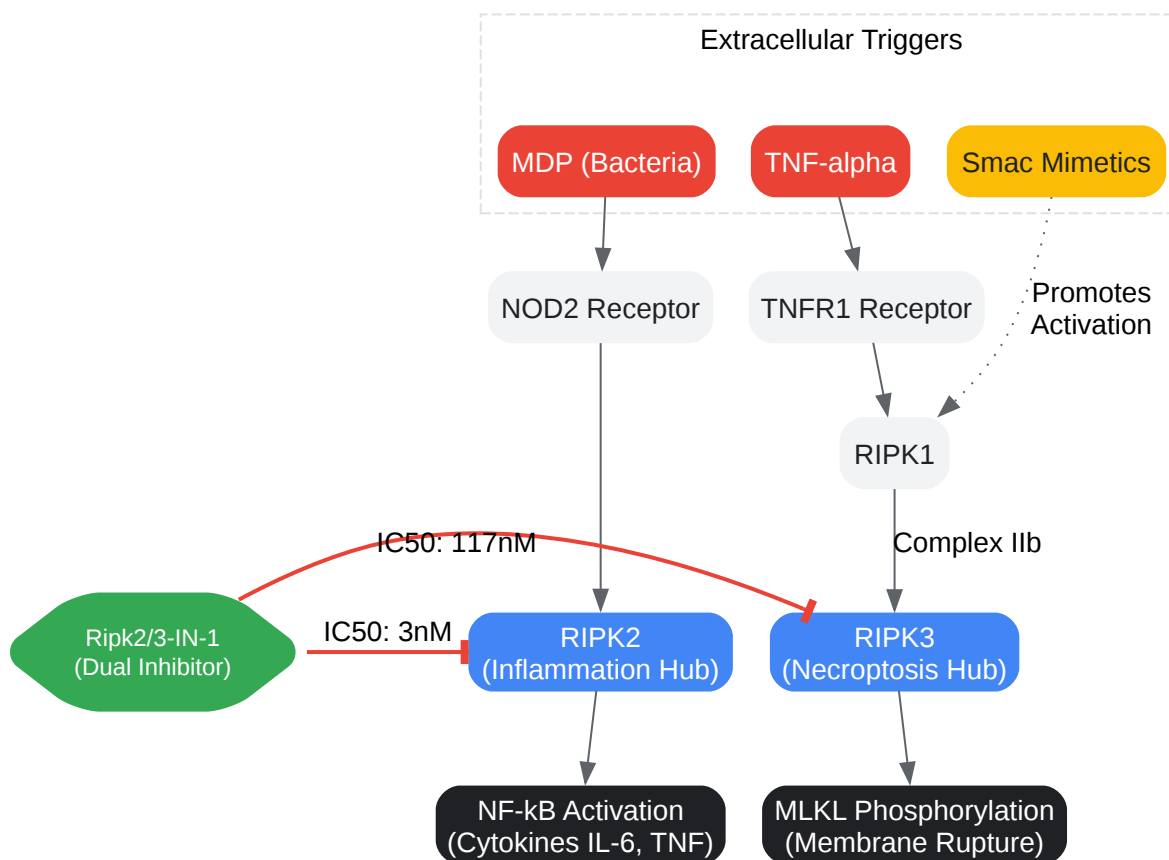 Extracellular Triggers
MDP (Bacteria)
TNF-alpha
Smac Mimetics
NOD2 Receptor
TNFR1 Receptor
Promotes
Activation
RIPK1
IC50: 117nM
Complex IIb
Ripk2/3-IN-1
(Dual Inhibitor)
IC50: 3nM
RIPK2
(Inflammation Hub)
RIPK3
(Necroptosis Hub)
NF-kB Activation
(Cytokines IL-6, TNF)
MLKL Phosphorylation
(Membrane Rupture)